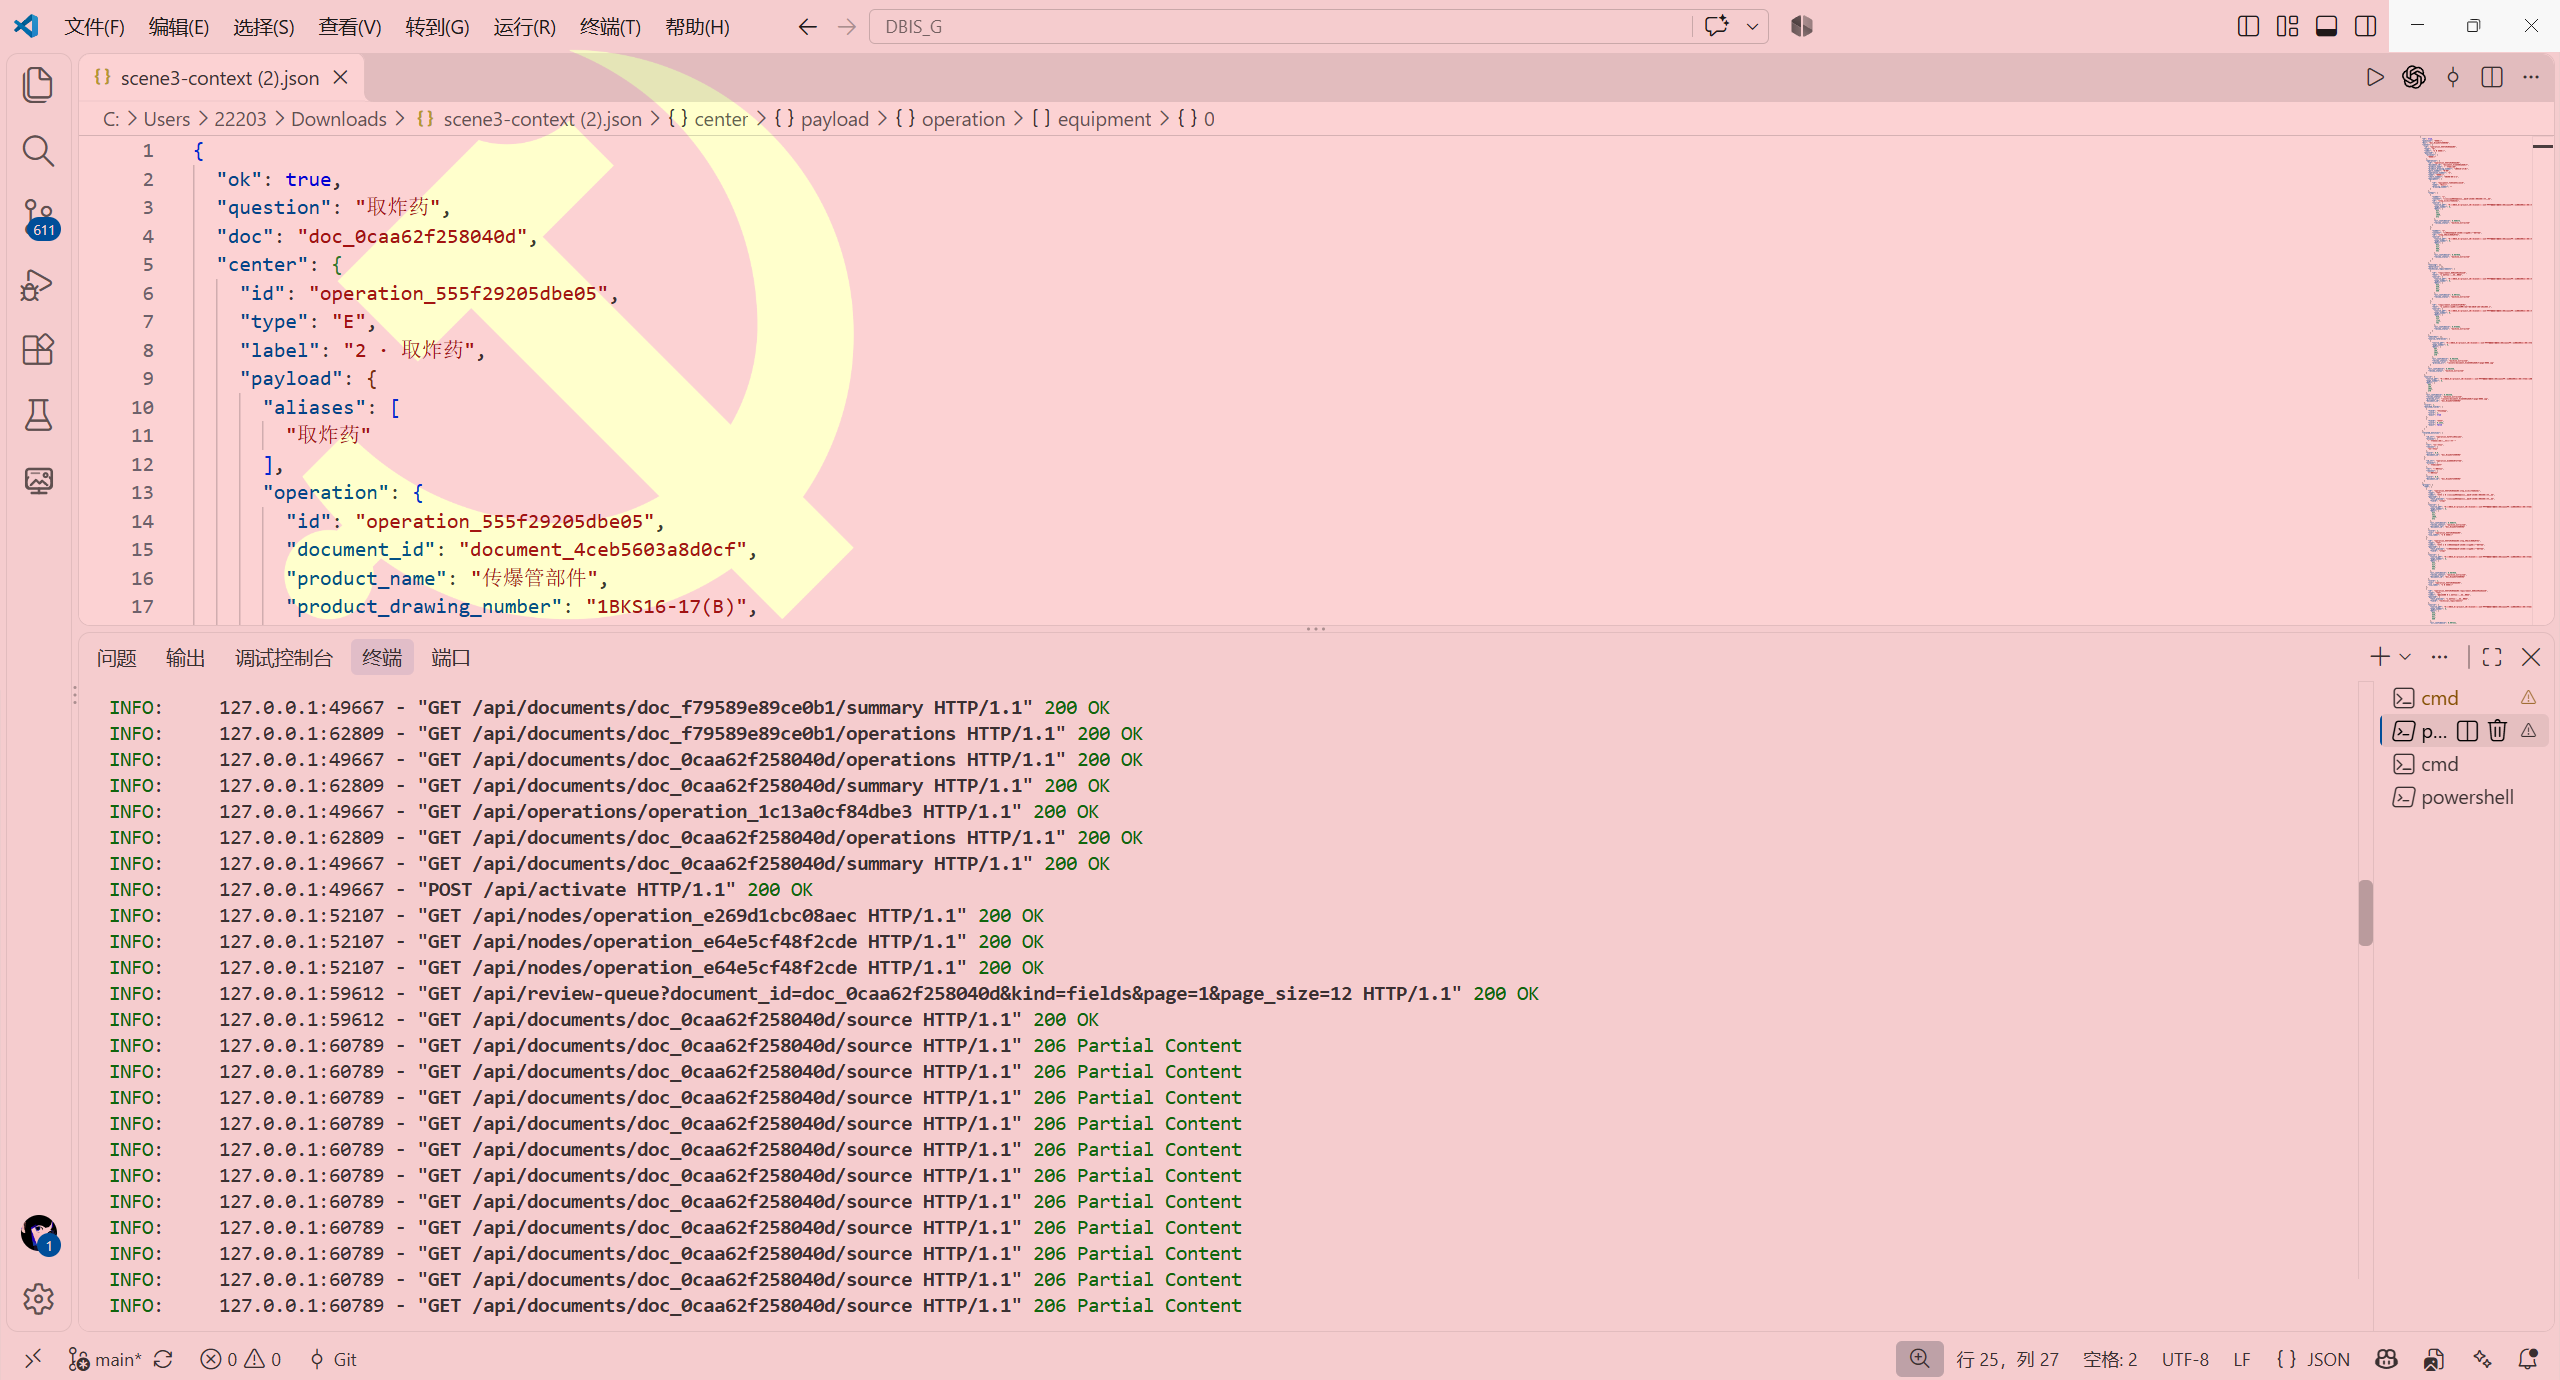 文件(F) 编辑(E) 选择(S) 查看(V) 转到(G) 运行(R) 终端(T) 帮助(H) DBIS_G
scene3-context (2).json
C: > Users > 22203 > Downloads > {} scene3-context (2).json > { } center > { } payload > { } operation > [ ] equipment > { } 0
1 {
2 "ok": true,
3 "question": "取炸药",
4 "doc": "doc_0caa62f258040d",
5 "center": {
6 "id": "operation_555f29205dbe05",
7 "type": "E",
8 "label": "2 · 取炸药",
9 "payload": {
10 "aliases": [
11 "取炸药"
12 ],
13 "operation": {
14 "id": "operation_555f29205dbe05",
15 "document_id": "document_4ceb5603a8d0cf",
16 "product_name": "传爆管部件",
17 "product_drawing_number": "1BKS16-17(B)",
611
问题 输出 调试控制台 终端 端口
INFO: 127.0.0.1:49667 - "GET /api/documents/doc_f79589e89ce0b1/summary HTTP/1.1" 200 OK
INFO: 127.0.0.1:62809 - "GET /api/documents/doc_f79589e89ce0b1/operations HTTP/1.1" 200 OK
INFO: 127.0.0.1:49667 - "GET /api/documents/doc_0caa62f258040d/operations HTTP/1.1" 200 OK
INFO: 127.0.0.1:62809 - "GET /api/documents/doc_0caa62f258040d/summary HTTP/1.1" 200 OK
INFO: 127.0.0.1:49667 - "GET /api/operations/operation_1c13a0cf84dbe3 HTTP/1.1" 200 OK
INFO: 127.0.0.1:62809 - "GET /api/documents/doc_0caa62f258040d/operations HTTP/1.1" 200 OK
INFO: 127.0.0.1:49667 - "GET /api/documents/doc_0caa62f258040d/summary HTTP/1.1" 200 OK
INFO: 127.0.0.1:49667 - "POST /api/activate HTTP/1.1" 200 OK
INFO: 127.0.0.1:52107 - "GET /api/nodes/operation_e269d1cbc08aec HTTP/1.1" 200 OK
INFO: 127.0.0.1:52107 - "GET /api/nodes/operation_e64e5cf48f2cde HTTP/1.1" 200 OK
INFO: 127.0.0.1:52107 - "GET /api/nodes/operation_e64e5cf48f2cde HTTP/1.1" 200 OK
INFO: 127.0.0.1:59612 - "GET /api/review-queue?document_id=doc_0caa62f258040d&kind=fields&page=1&page_size=12 HTTP/1.1" 200 OK
INFO: 127.0.0.1:59612 - "GET /api/documents/doc_0caa62f258040d/source HTTP/1.1" 200 OK
INFO: 127.0.0.1:60789 - "GET /api/documents/doc_0caa62f258040d/source HTTP/1.1" 206 Partial Content
INFO: 127.0.0.1:60789 - "GET /api/documents/doc_0caa62f258040d/source HTTP/1.1" 206 Partial Content
INFO: 127.0.0.1:60789 - "GET /api/documents/doc_0caa62f258040d/source HTTP/1.1" 206 Partial Content
INFO: 127.0.0.1:60789 - "GET /api/documents/doc_0caa62f258040d/source HTTP/1.1" 206 Partial Content
INFO: 127.0.0.1:60789 - "GET /api/documents/doc_0caa62f258040d/source HTTP/1.1" 206 Partial Content
INFO: 127.0.0.1:60789 - "GET /api/documents/doc_0caa62f258040d/source HTTP/1.1" 206 Partial Content
INFO: 127.0.0.1:60789 - "GET /api/documents/doc_0caa62f258040d/source HTTP/1.1" 206 Partial Content
INFO: 127.0.0.1:60789 - "GET /api/documents/doc_0caa62f258040d/source HTTP/1.1" 206 Partial Content
INFO: 127.0.0.1:60789 - "GET /api/documents/doc_0caa62f258040d/source HTTP/1.1" 206 Partial Content
INFO: 127.0.0.1:60789 - "GET /api/documents/doc_0caa62f258040d/source HTTP/1.1" 206 Partial Content
INFO: 127.0.0.1:60789 - "GET /api/documents/doc_0caa62f258040d/source HTTP/1.1" 206 Partial Content
cmd
p...
cmd
powershell
1
main* 0 0 Git 行 25，列 27 空格: 2 UTF-8 LF { } JSON